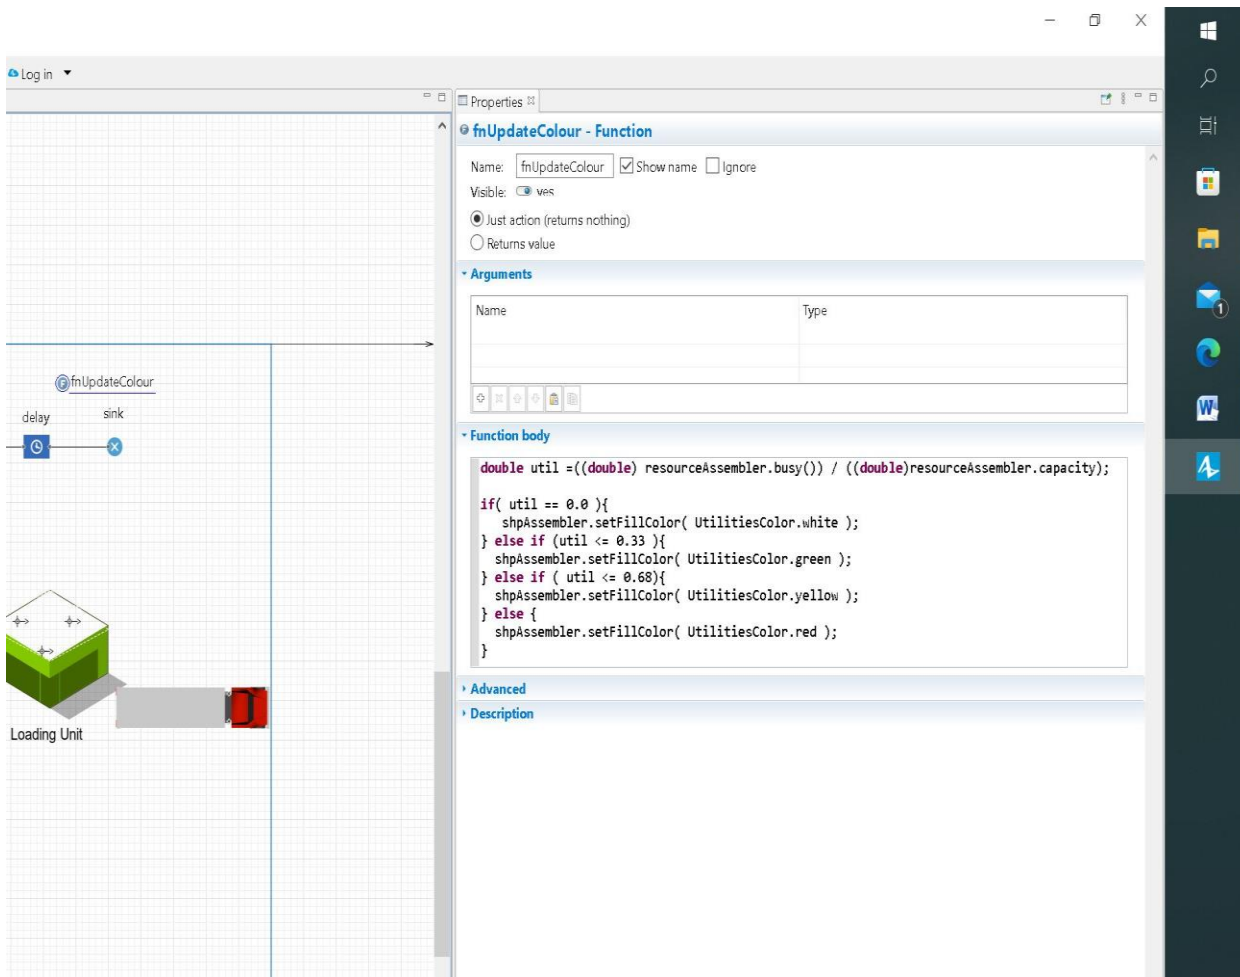 Log in
Properties
fnUpdateColour - Function
Name: fnUpdateColour Show name Ignore
Visible: yes
Just action (returns nothing)
Returns value
Arguments
Name Type
fnUpdateColour
delay sink
Function body
double util =((double) resourceAssembler.busy()) / ((double)resourceAssembler.capacity);
if( util == 0.0 ){
shpAssembler.setFillColor( UtilitiesColor.white );
} else if (util <= 0.33 ){
shpAssembler.setFillColor( UtilitiesColor.green );
} else if ( util <= 0.68){
shpAssembler.setFillColor( UtilitiesColor.yellow );
} else {
shpAssembler.setFillColor( UtilitiesColor.red );
}
Advanced
Description
Loading Unit
1
W